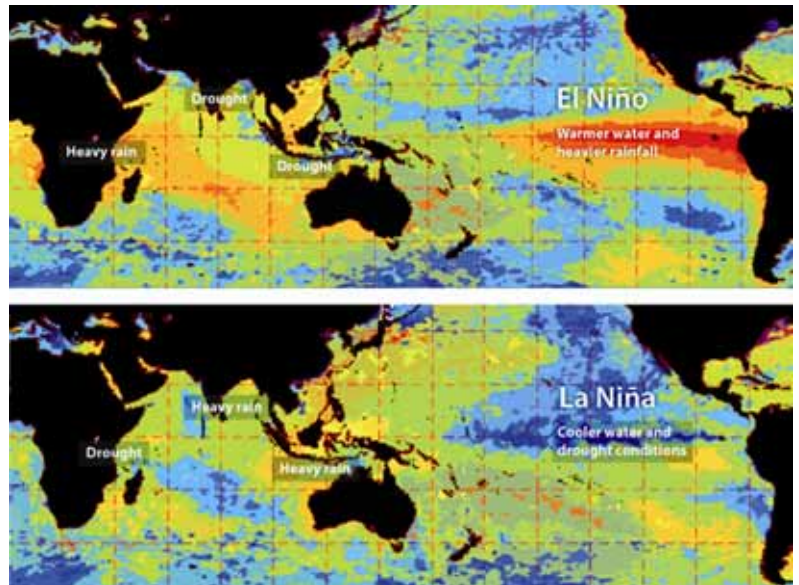 Drought
El Niño
Heavy rain
Warmer water and
heavier rainfall
Drought
La Niña
Heavy rain
Cooler water and
drought conditions
Drought
Heavy rain